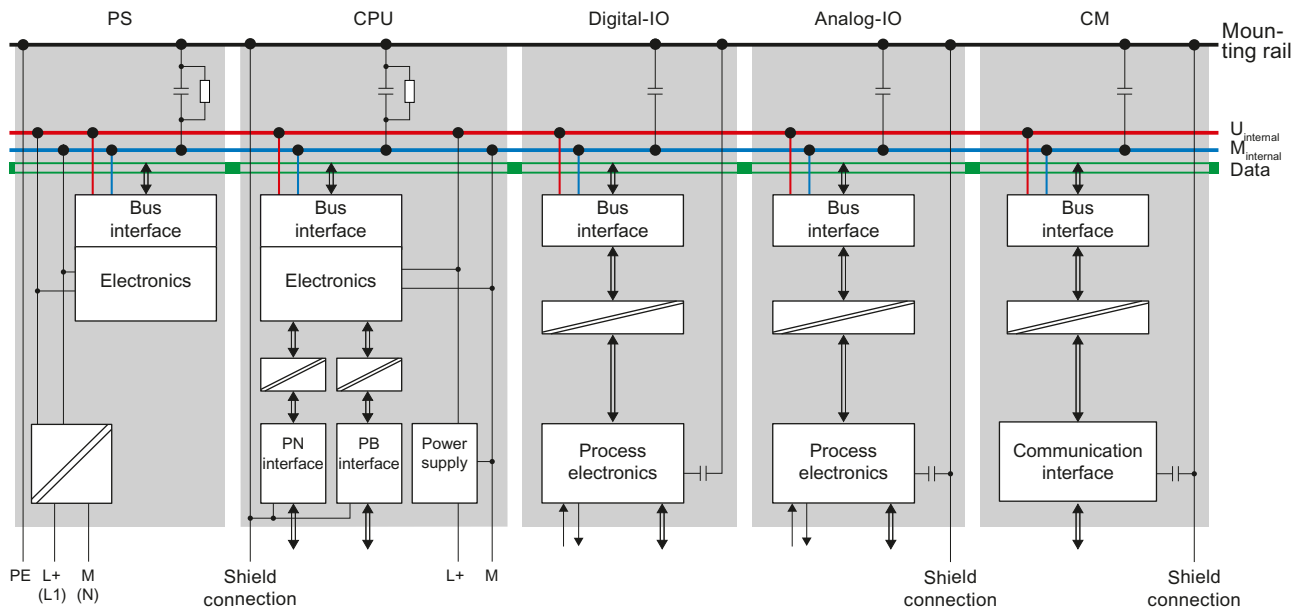 PS
CPU
Digital-IO
Analog-IO
CM
Moun-
ting rail
Uinternal
Minternal
Data
Bus
interface
Electronics
Bus
interface
Electronics
Bus
interface
Bus
interface
Bus
interface
PN
interface
PB
interface
Power
supply
Process
electronics
Process
electronics
Communication
interface
PE
L+
(L1)
M
(N)
Shield
connection
L+
M
Shield
connection
Shield
connection